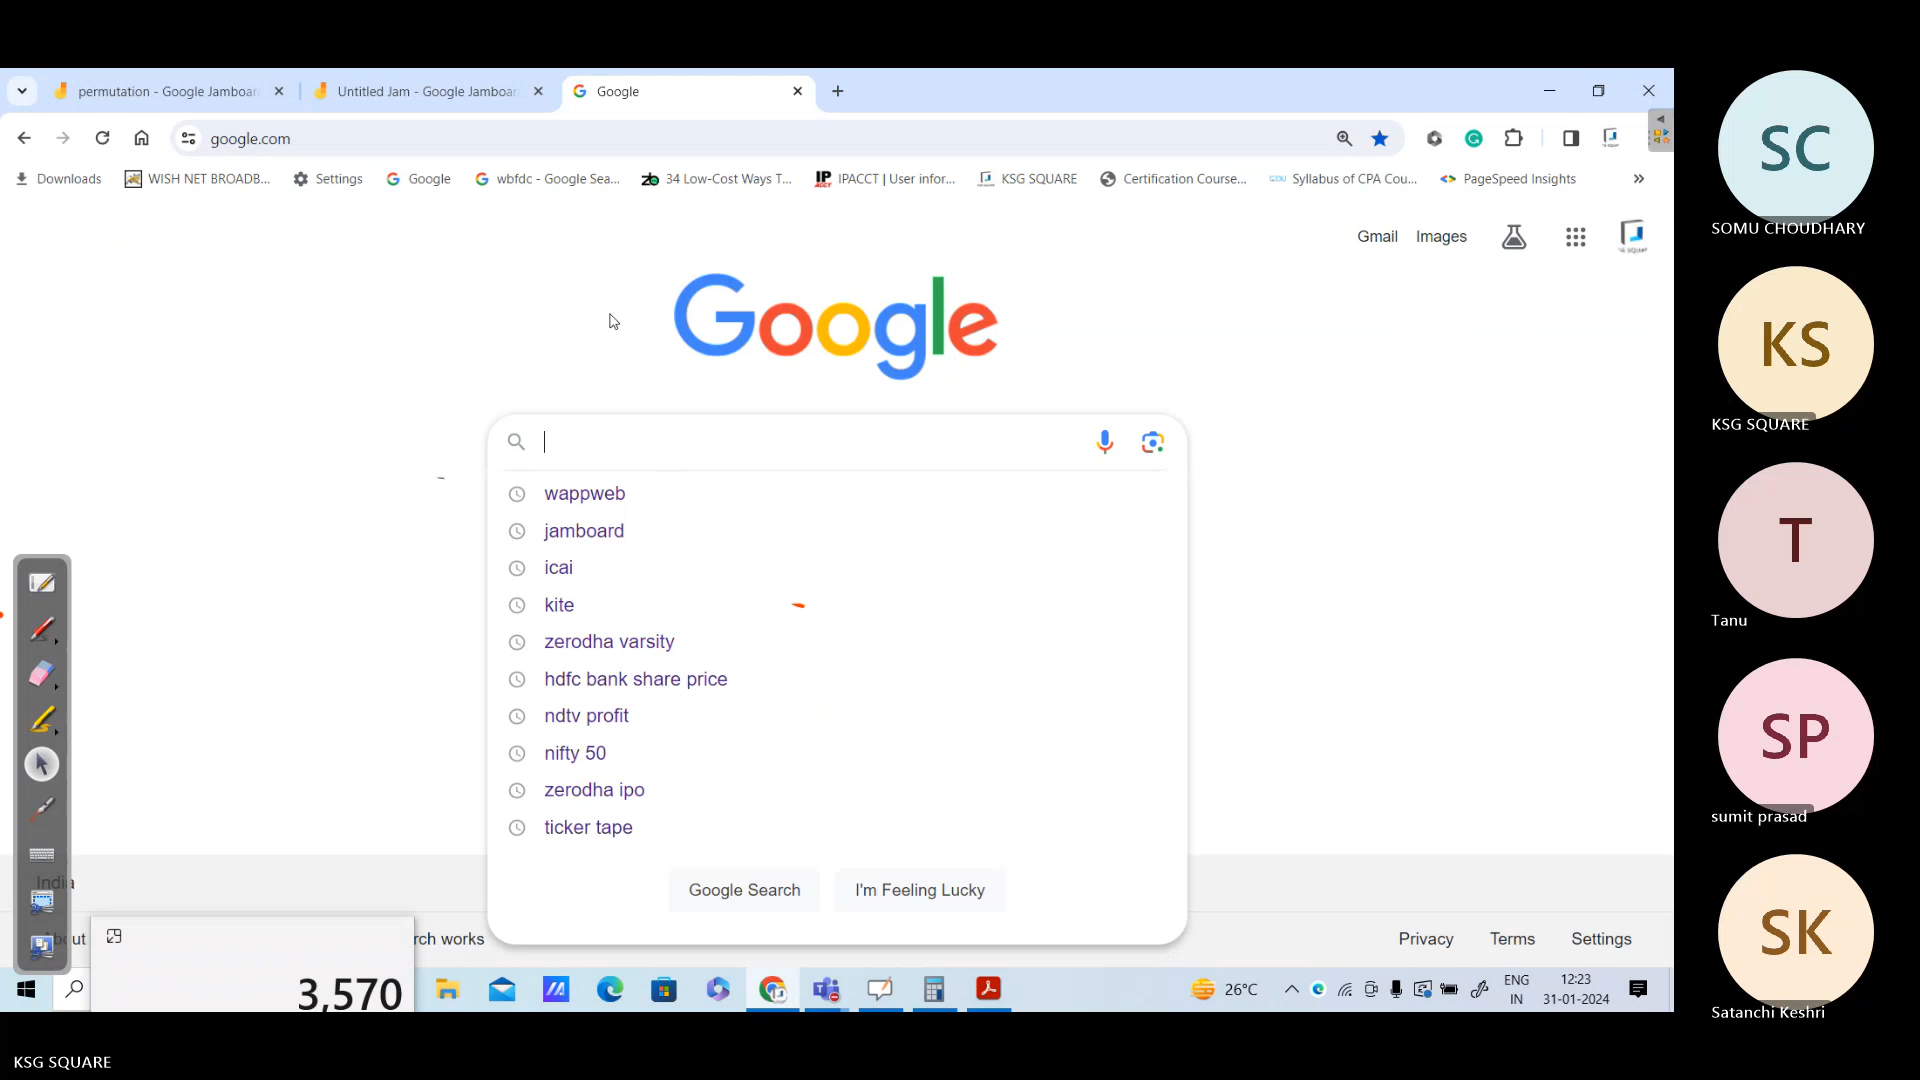 permutation - Google Jamboar
Untitled Jam - Google Jamboar
Google
google.com
Downloads
WISH NET BROADB...
Settings
Google
wbfdc - Google Sea...
34 Low-Cost Ways T...
IPACCT | User infor...
KSG SQUARE
Certification Course...
Syllabus of CPA Cou...
PageSpeed Insights
Gmail
Images
Google
wappweb
jamboard
icai
kite
zerodha varsity
hdfc bank share price
ndtv profit
nifty 50
zerodha ipo
ticker tape
Google Search
I'm Feeling Lucky
India
out
rch works
Privacy
Terms
Settings
3,570
26°C
ENG
IN
12:23
31-01-2024
SC
SOMU CHOUDHARY
KS
KSG SQUARE
T
Tanu
SP
sumit prasad
SK
Satanchi Keshri
KSG SQUARE